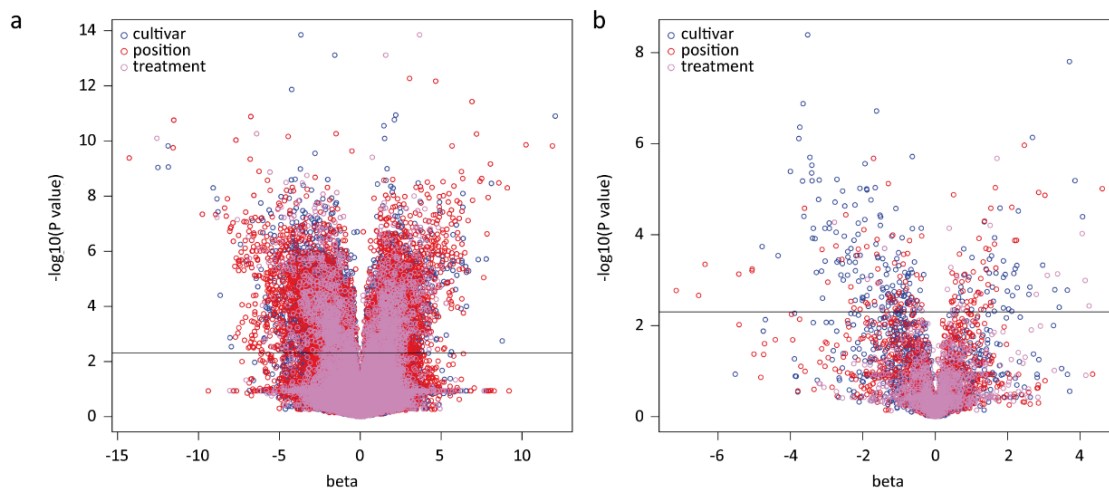 a
cultivar
position
treatment
14
12
10
8
6
4
2
0
-log10(P value)
-15
-10
-5
0
5
10
beta
b
cultivar
position
treatment
8
6
4
2
0
-log10(P value)
-6
-4
-2
0
2
4
beta